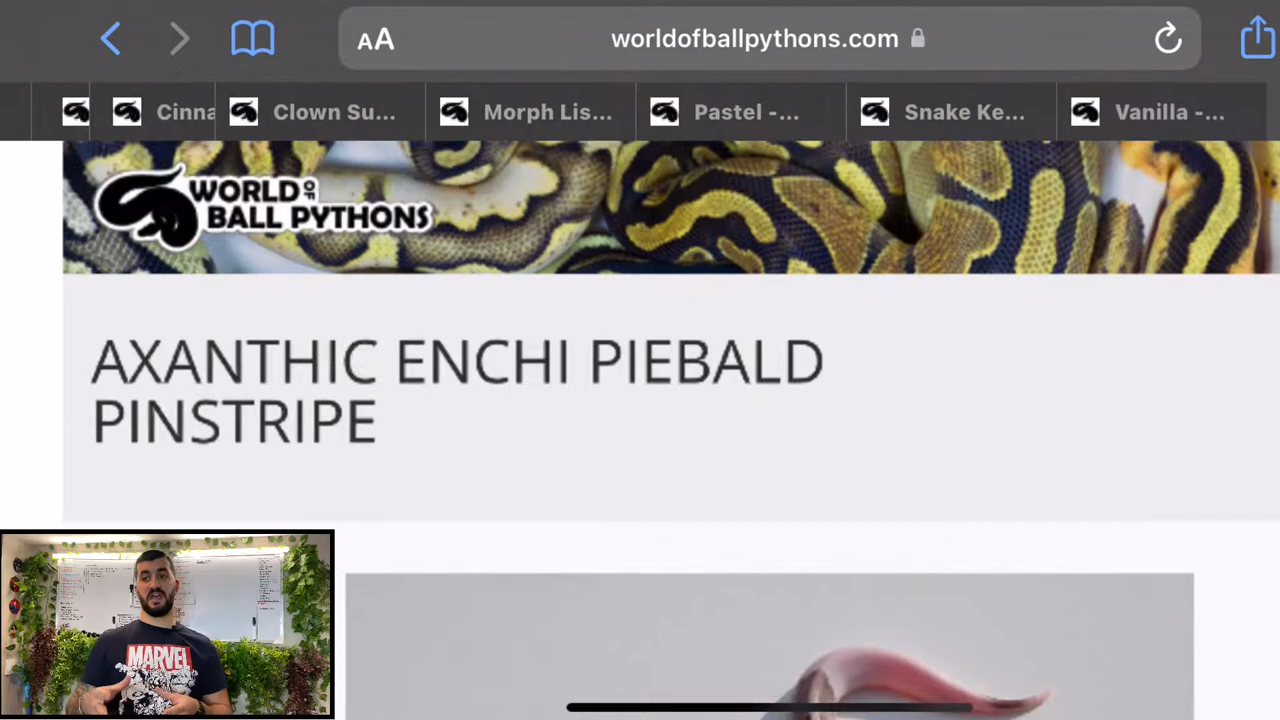 AA
worldofballpythons.com
Cinna
Clown Su...
Morph Lis...
Pastel -...
Snake Ke...
Vanilla -...
WORLD OF
BALL PYTHONS
AXANTHIC ENCHI PIEBALD
PINSTRIPE
MARVEL